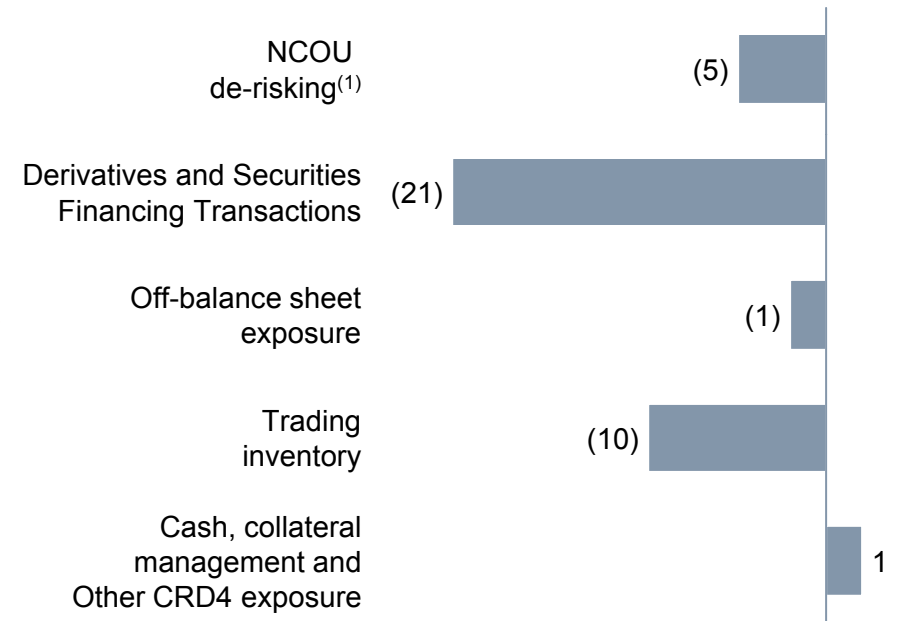 NCOU
de-risking(1)
(5)
Derivatives and Securities
Financing Transactions
(21)
Off-balance sheet
exposure
(1)
Trading
inventory
(10)
Cash, collateral
management and
Other CRD4 exposure
1